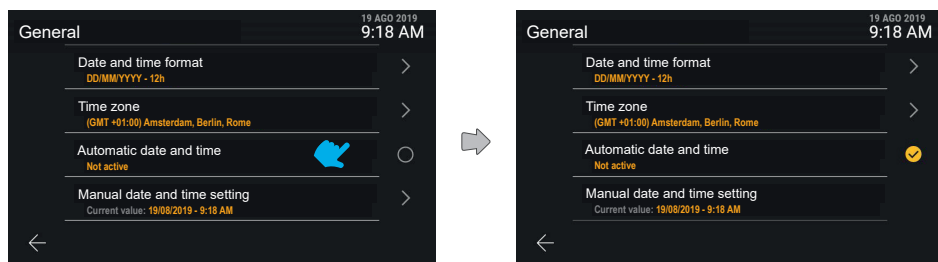 19 AGO 2019
General
9:18 AM
Date and time format
DD/MM/YYYY - 12h
Time zone
(GMT +01:00) Amsterdam, Berlin, Rome
Automatic date and time
Not active
Manual date and time setting
Current value: 19/08/2019 - 9:18 AM
19 AGO 2019
General
9:18 AM
Date and time format
DD/MM/YYYY - 12h
Time zone
(GMT +01:00) Amsterdam, Berlin, Rome
Automatic date and time
Not active
Manual date and time setting
Current value: 19/08/2019 - 9:18 AM